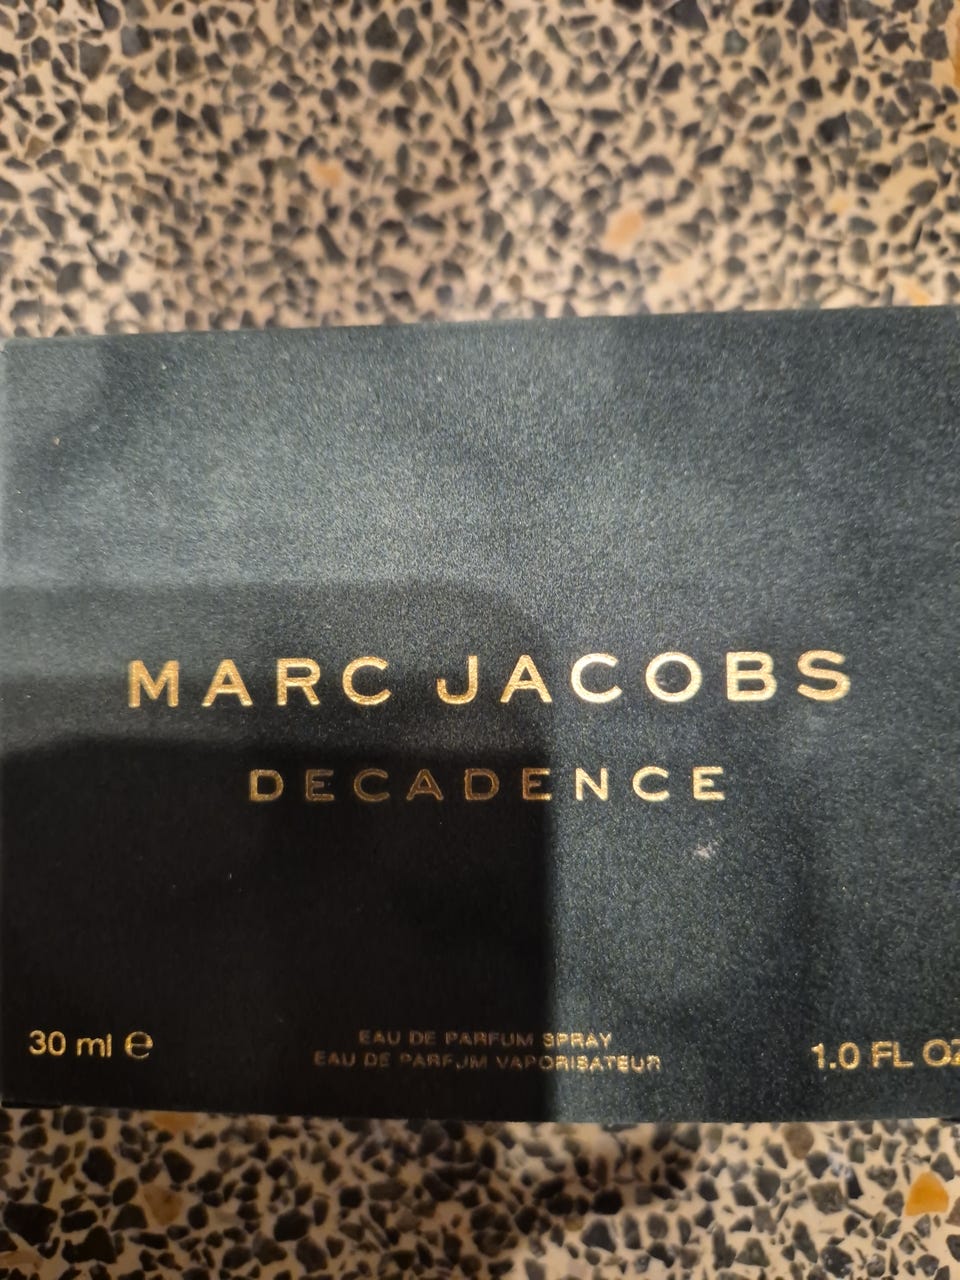 MARC JACOBS
DECADENCE
30 ml ℮
EAU DE PARFUM SPRAY
EAU DE PARFUM VAPORISATEUR
1.0 FL OZ